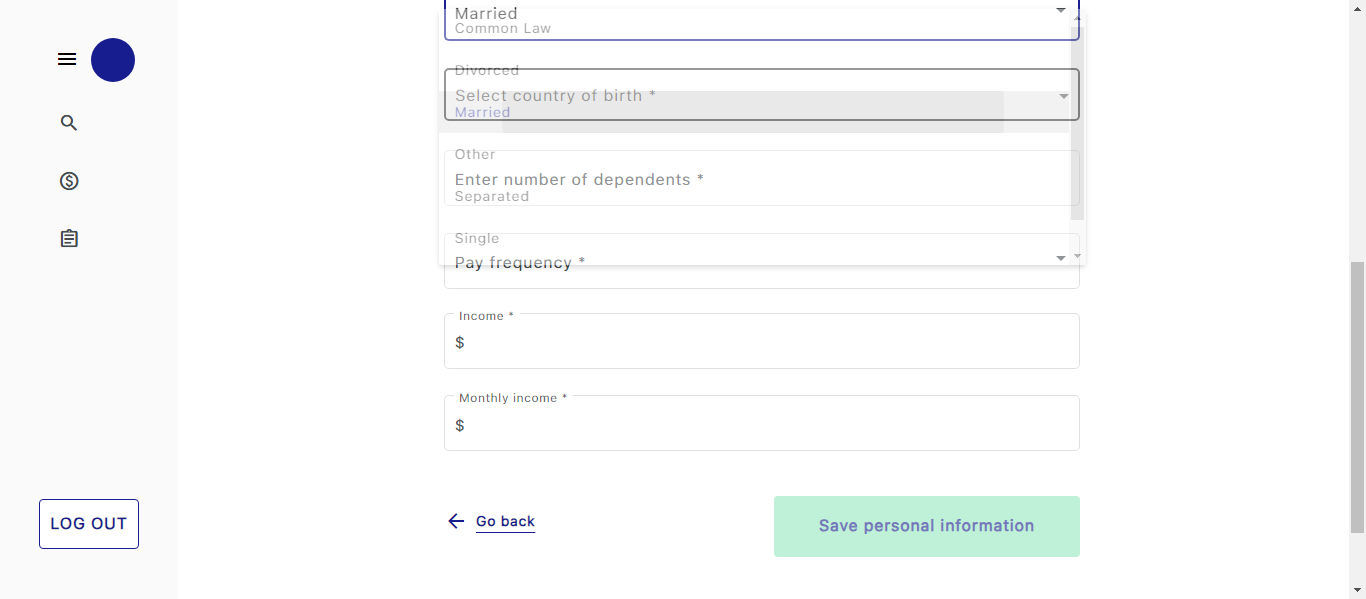 Married
Common Law
Divorced
Select country of birth *
Married
Other
Enter number of dependents *
Separated
Single
Pay frequency *
Income *
$
Monthly income *
$
LOG OUT
Go back
Save personal information